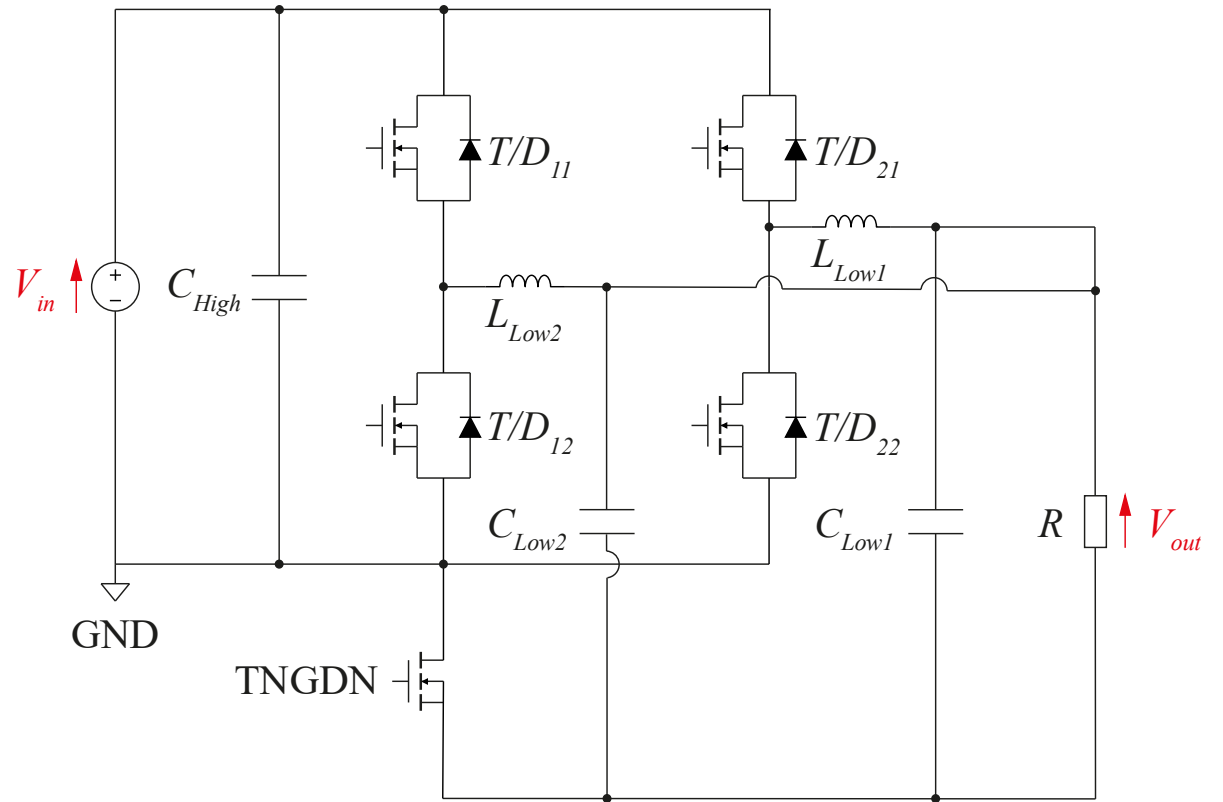 T/D11
T/D21
Vin
+
−
CHigh
LLow1
LLow2
T/D12
T/D22
CLow2
CLow1
R
Vout
GND
TNGDN